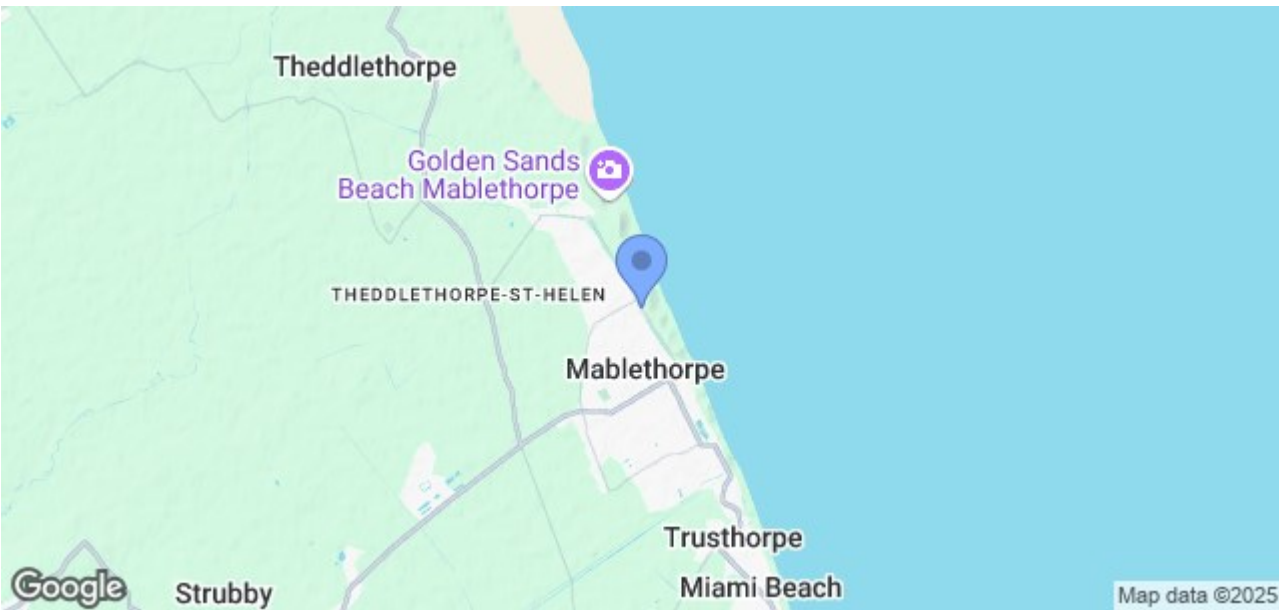 Theddlethorpe
Golden Sands
Beach Mablethorpe
THEDDLETHORPE-ST-HELEN
Mablethorpe
Trusthorpe
Miami Beach
Strubby
Google
Map data ©2025